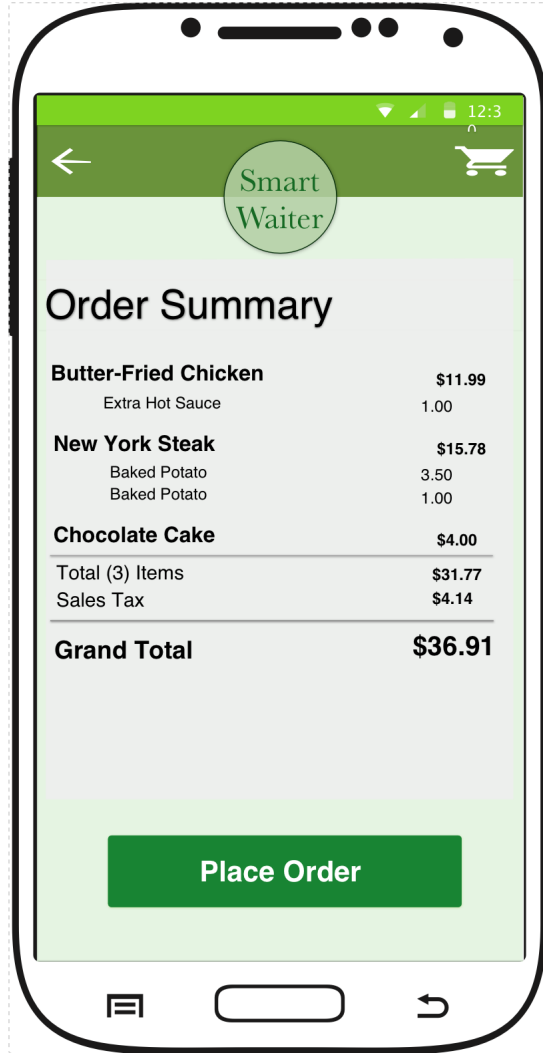 12:3
0
Smart
Waiter
Order Summary
Butter-Fried Chicken $11.99
Extra Hot Sauce 1.00
New York Steak $15.78
Baked Potato 3.50
Baked Potato 1.00
Chocolate Cake $4.00
Total (3) Items $31.77
Sales Tax $4.14
Grand Total $36.91
Place Order